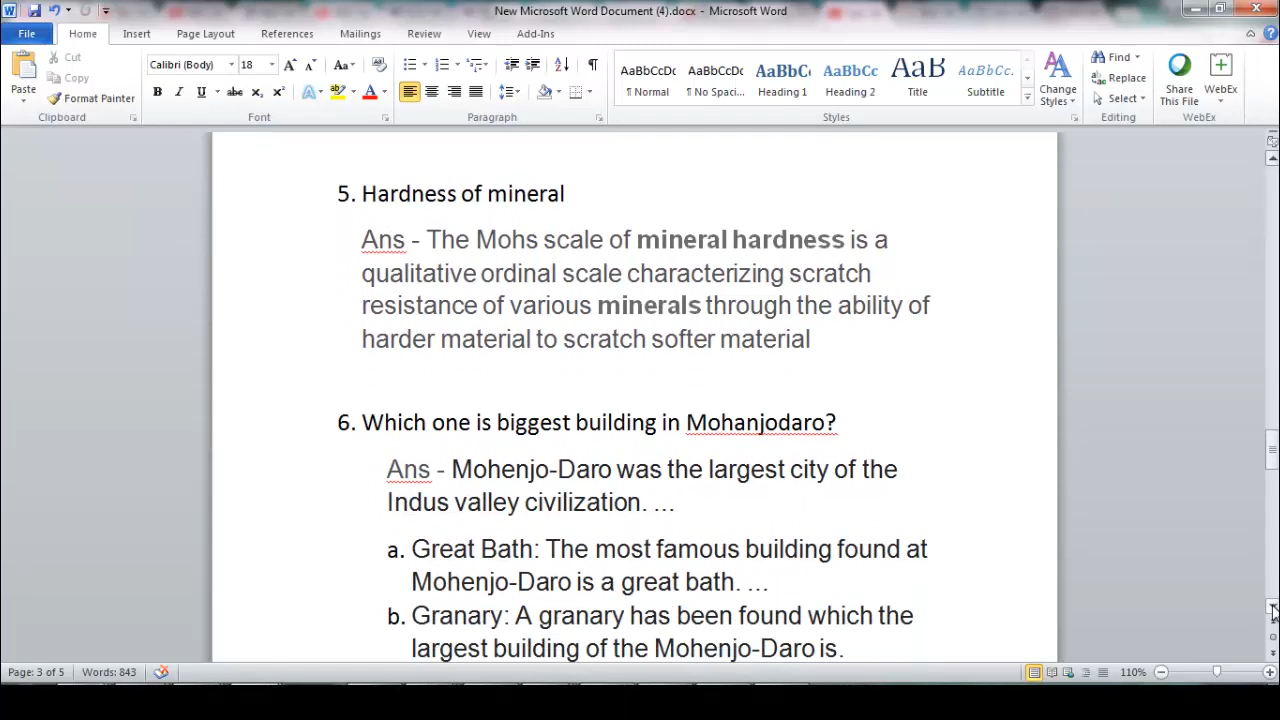 New Microsoft Word Document (4).docx - Microsoft Word
File Home Insert Page Layout References Mailings Review View Add-Ins
Paste
Cut
Copy
Format Painter
Clipboard
Calibri (Body) 18
Font
Paragraph
AaBbCcDc AaBbCcDc AaBbCc AaBbCc AaB AaBbCc.
¶ Normal ¶ No Spaci... Heading 1 Heading 2 Title Subtitle
Styles
Change
Styles
Find
Replace
Select
Editing
Share
This File
WebEx
WebEx
5. Hardness of mineral
Ans - The Mohs scale of mineral hardness is a
qualitative ordinal scale characterizing scratch
resistance of various minerals through the ability of
harder material to scratch softer material
6. Which one is biggest building in Mohanjodaro?
Ans - Mohenjo-Daro was the largest city of the
Indus valley civilization. ...
a. Great Bath: The most famous building found at
Mohenjo-Daro is a great bath. ...
b. Granary: A granary has been found which the
largest building of the Mohenjo-Daro is.
Page: 3 of 5 Words: 843 110%